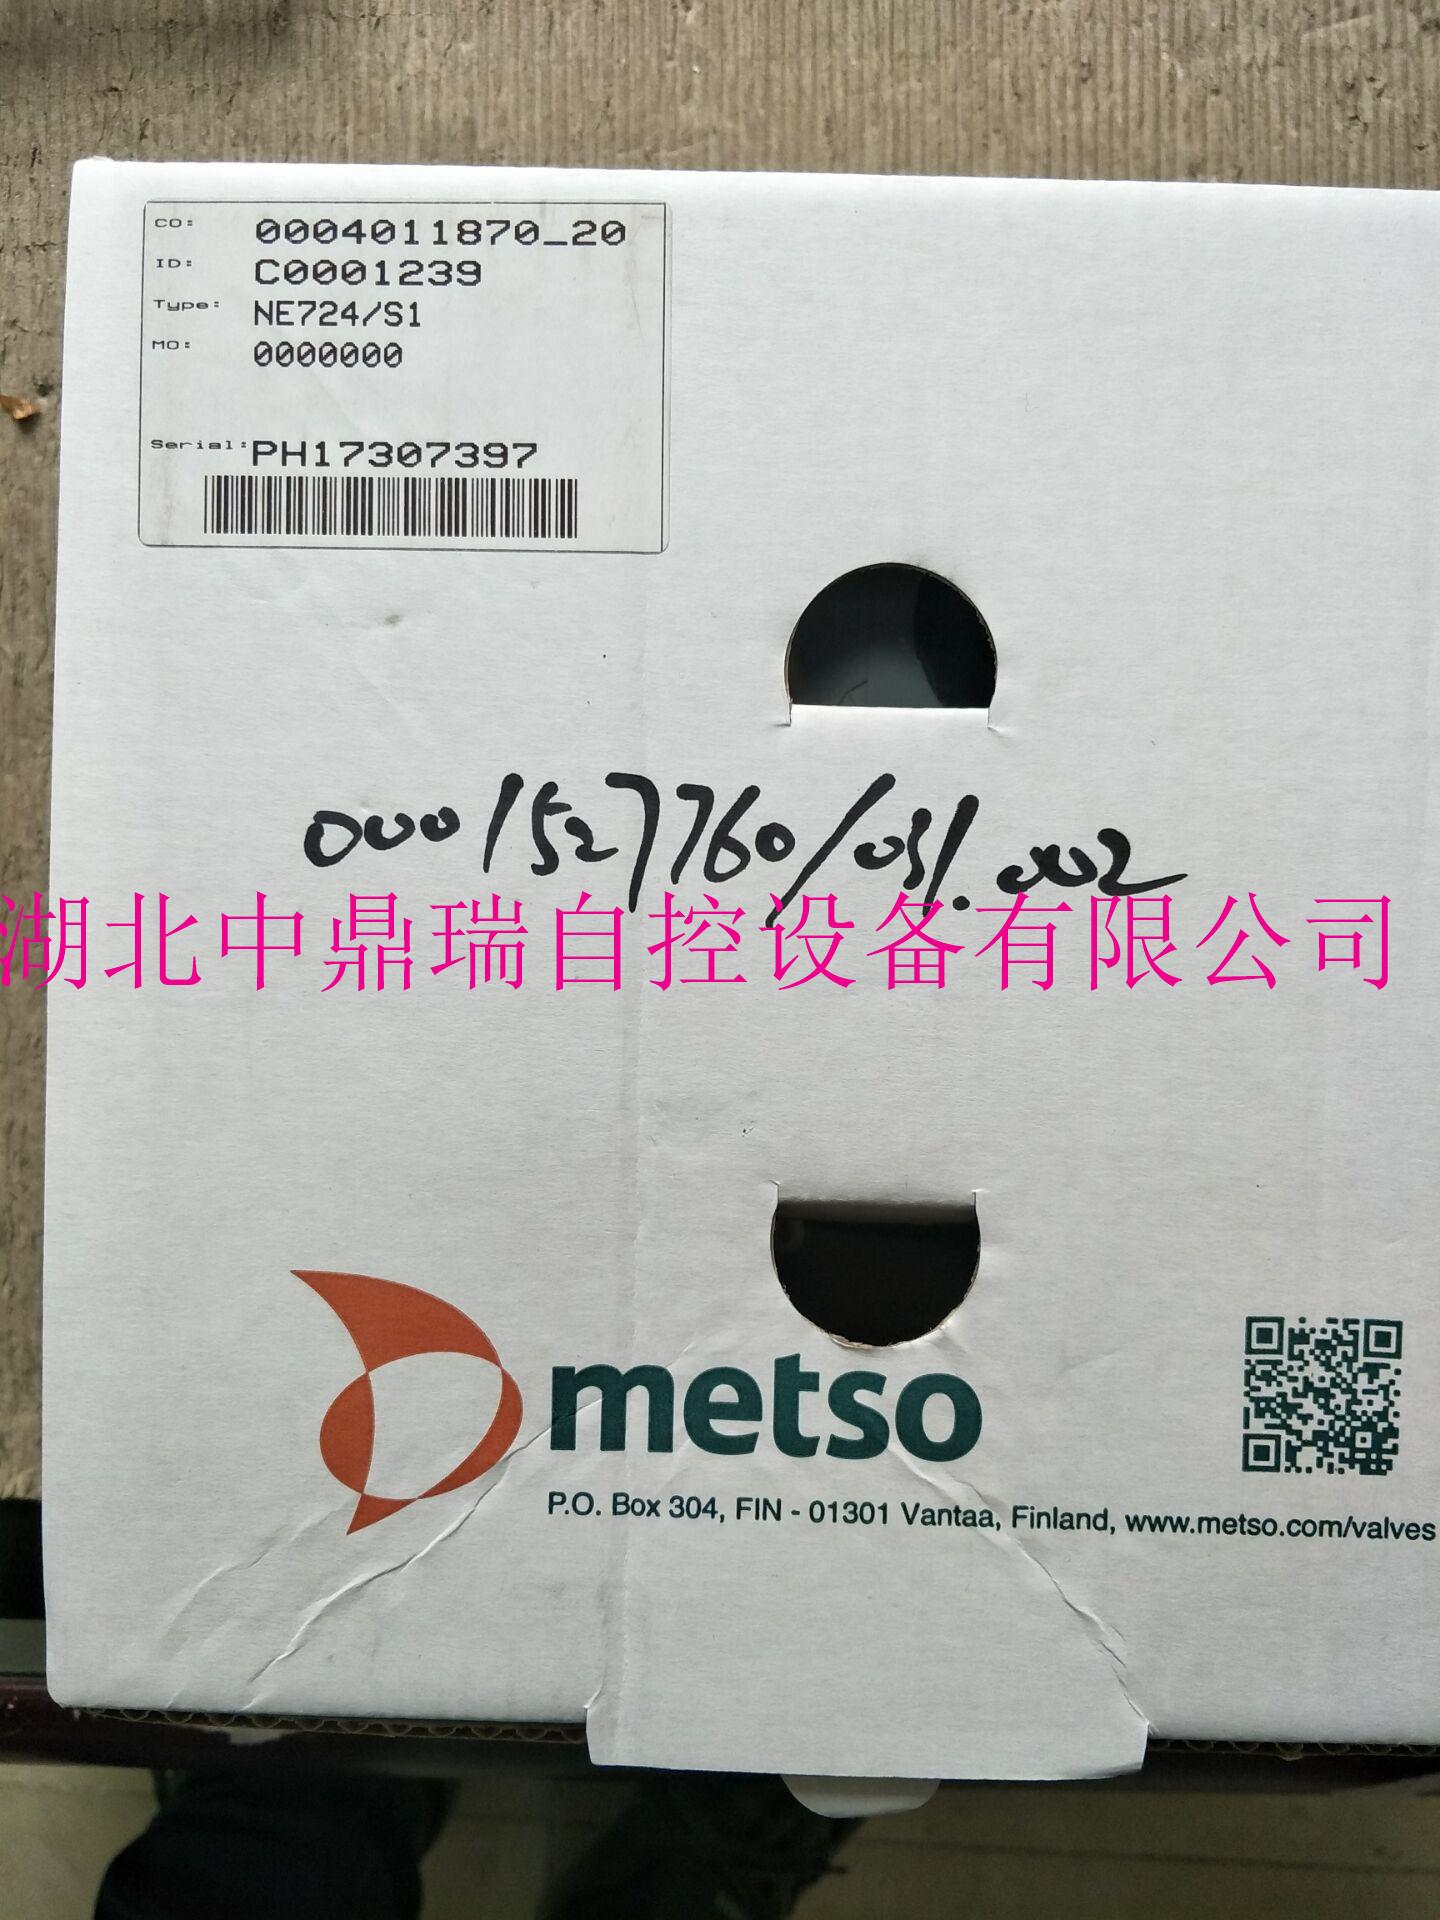 CO: 0004011870_20
ID: C0001239
Type: NE724/S1
MO: 0000000
Serial: PH17307397
0001527760/031.002
湖北中鼎瑞自控设备有限公司
metso
P.O. Box 304, FIN - 01301 Vantaa, Finland, www.metso.com/valves